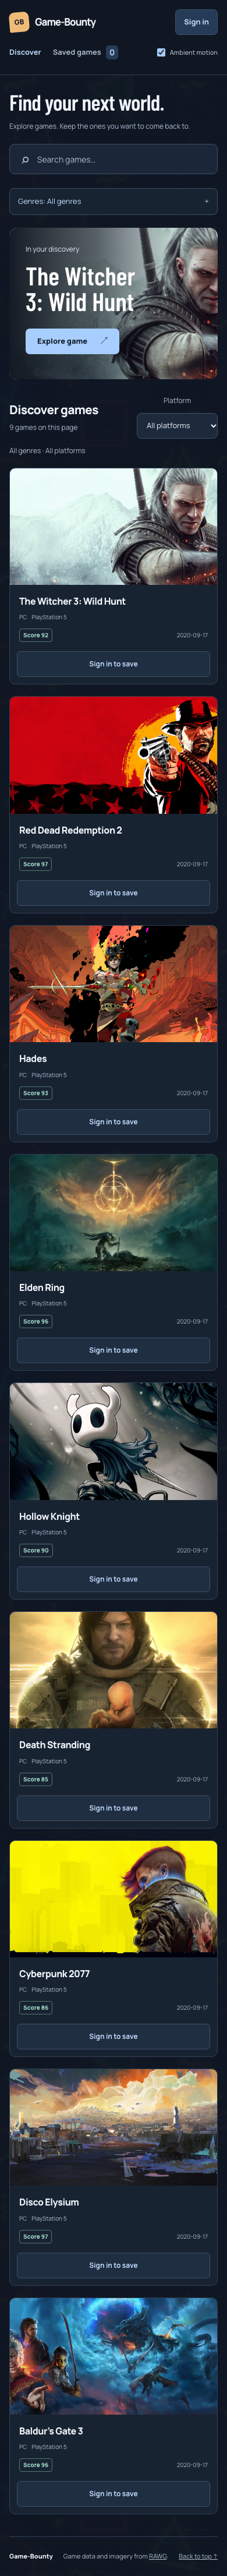 GB Game-Bounty Sign in
Discover Saved games 0 Ambient motion
Find your next world.
Explore games. Keep the ones you want to come back to.
Search games...
Genres: All genres +
In your discovery
The Witcher
3: Wild Hunt
Explore game ↗
Platform
Discover games
9 games on this page
All platforms
All genres · All platforms
The Witcher 3: Wild Hunt
PC PlayStation 5
Score 92 2020-09-17
Sign in to save
Red Dead Redemption 2
PC PlayStation 5
Score 97 2020-09-17
Sign in to save
Hades
PC PlayStation 5
Score 93 2020-09-17
Sign in to save
Elden Ring
PC PlayStation 5
Score 96 2020-09-17
Sign in to save
Hollow Knight
PC PlayStation 5
Score 90 2020-09-17
Sign in to save
Death Stranding
PC PlayStation 5
Score 85 2020-09-17
Sign in to save
Cyberpunk 2077
PC PlayStation 5
Score 86 2020-09-17
Sign in to save
Disco Elysium
PC PlayStation 5
Score 97 2020-09-17
Sign in to save
Baldur's Gate 3
PC PlayStation 5
Score 96 2020-09-17
Sign in to save
Game-Bounty Game data and imagery from RAWG. Back to top ↑